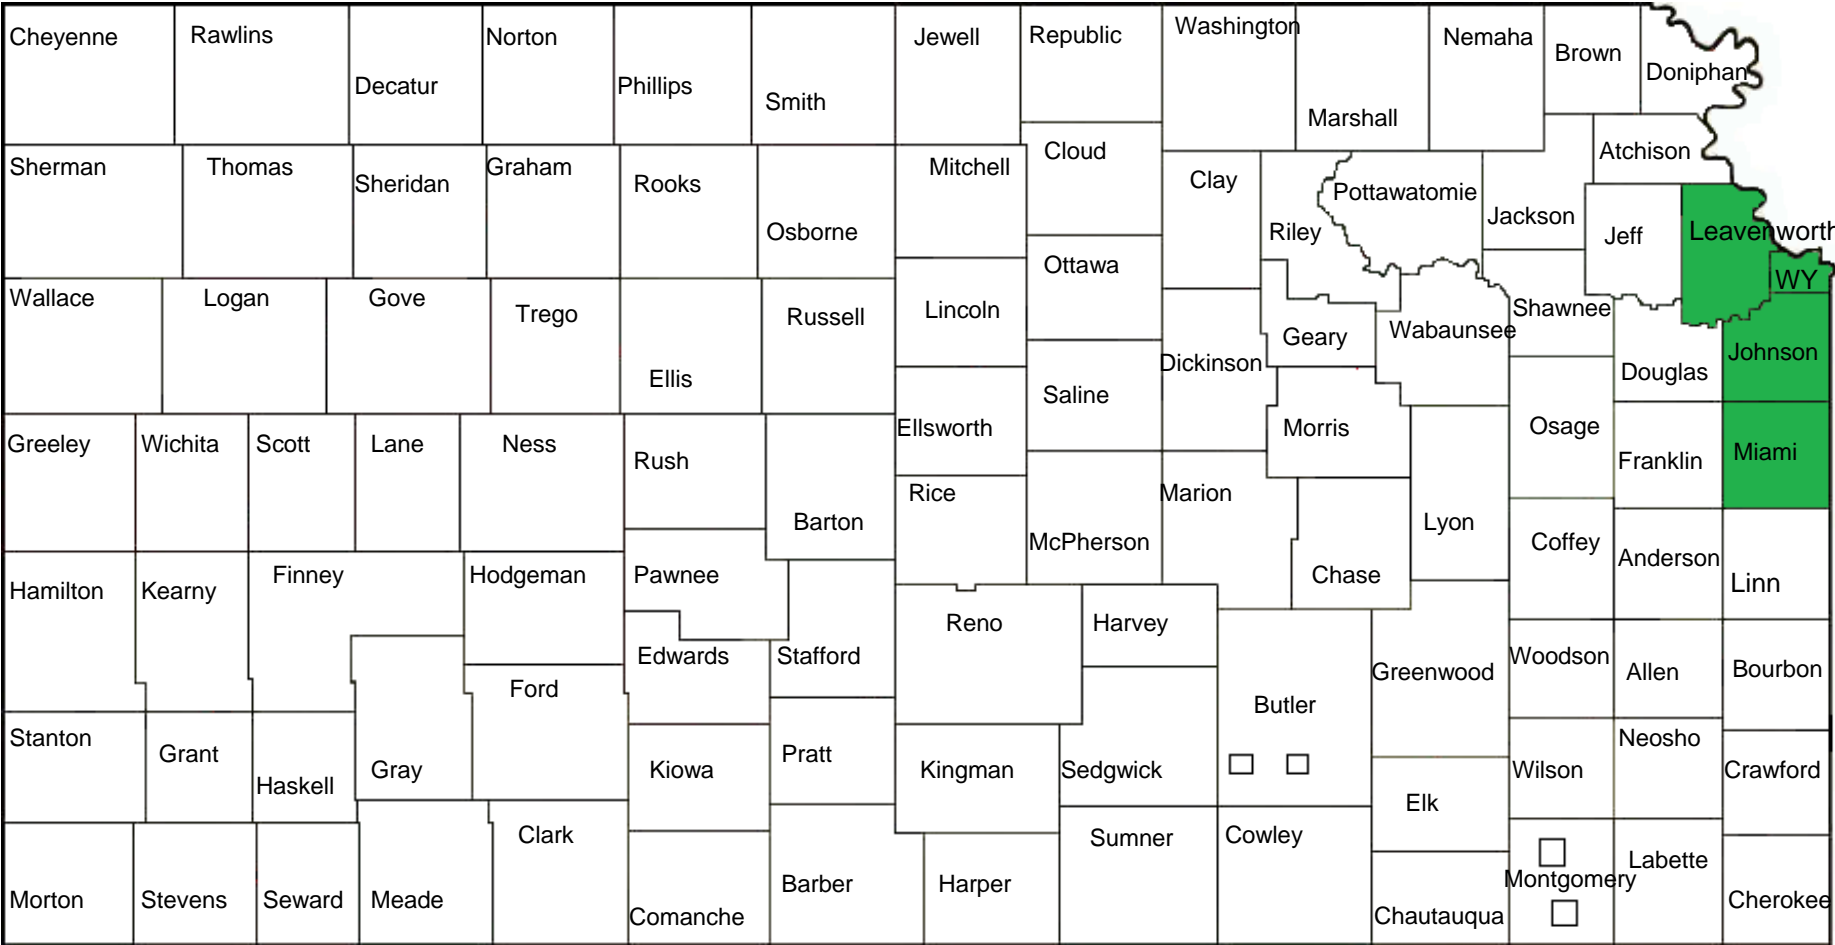 Cheyenne
Rawlins
Decatur
Norton
Phillips
Smith
Jewell
Republic
Washington
Marshall
Nemaha
Brown
Doniphan
Sherman
Thomas
Sheridan
Graham
Rooks
Osborne
Mitchell
Cloud
Clay
Riley
Pottawatomie
Jackson
Atchison
Jeff
Leavenworth
WY
Wallace
Logan
Gove
Trego
Ellis
Russell
Lincoln
Ottawa
Saline
Dickinson
Geary
Wabaunsee
Shawnee
Douglas
Johnson
Greeley
Wichita
Scott
Lane
Ness
Rush
Barton
Ellsworth
Rice
McPherson
Marion
Morris
Chase
Lyon
Osage
Franklin
Miami
Hamilton
Kearny
Finney
Hodgeman
Pawnee
Edwards
Stafford
Reno
Harvey
Butler
Greenwood
Coffey
Anderson
Linn
Woodson
Allen
Bourbon
Stanton
Grant
Haskell
Gray
Ford
Kiowa
Pratt
Kingman
Sedgwick
Elk
Wilson
Neosho
Crawford
Morton
Stevens
Seward
Meade
Clark
Comanche
Barber
Harper
Sumner
Cowley
Chautauqua
Montgomery
Labette
Cherokee